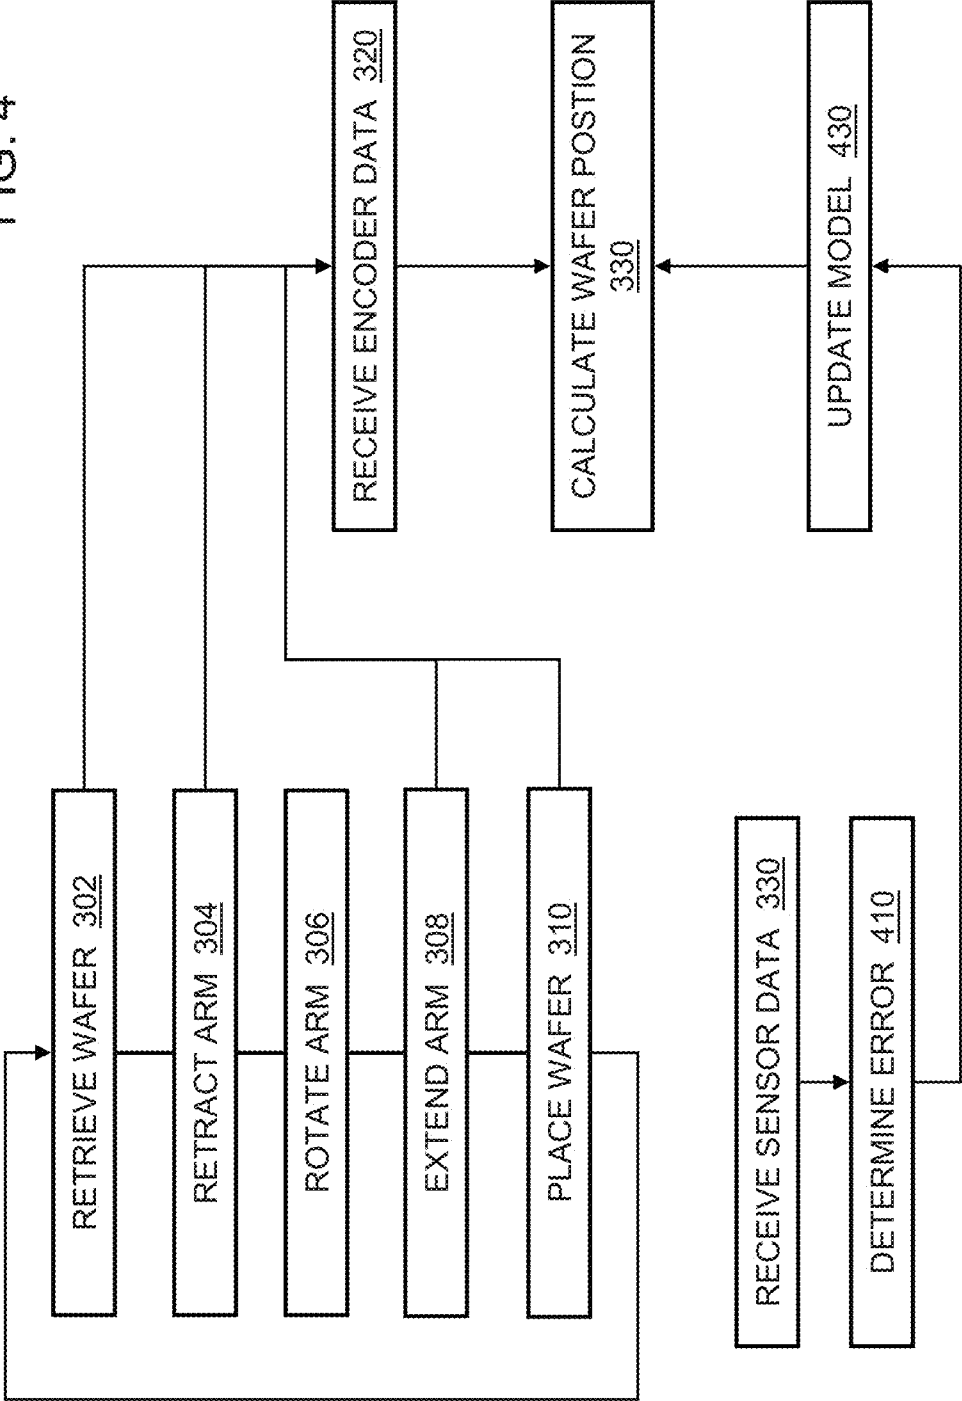 FIG. 4
RETRIEVE WAFER 302
RETRACT ARM 304
ROTATE ARM 306
EXTEND ARM 308
PLACE WAFER 310
RECEIVE SENSOR DATA 330
DETERMINE ERROR 410
RECEIVE ENCODER DATA 320
CALCULATE WAFER POSTION
330
UPDATE MODEL 430